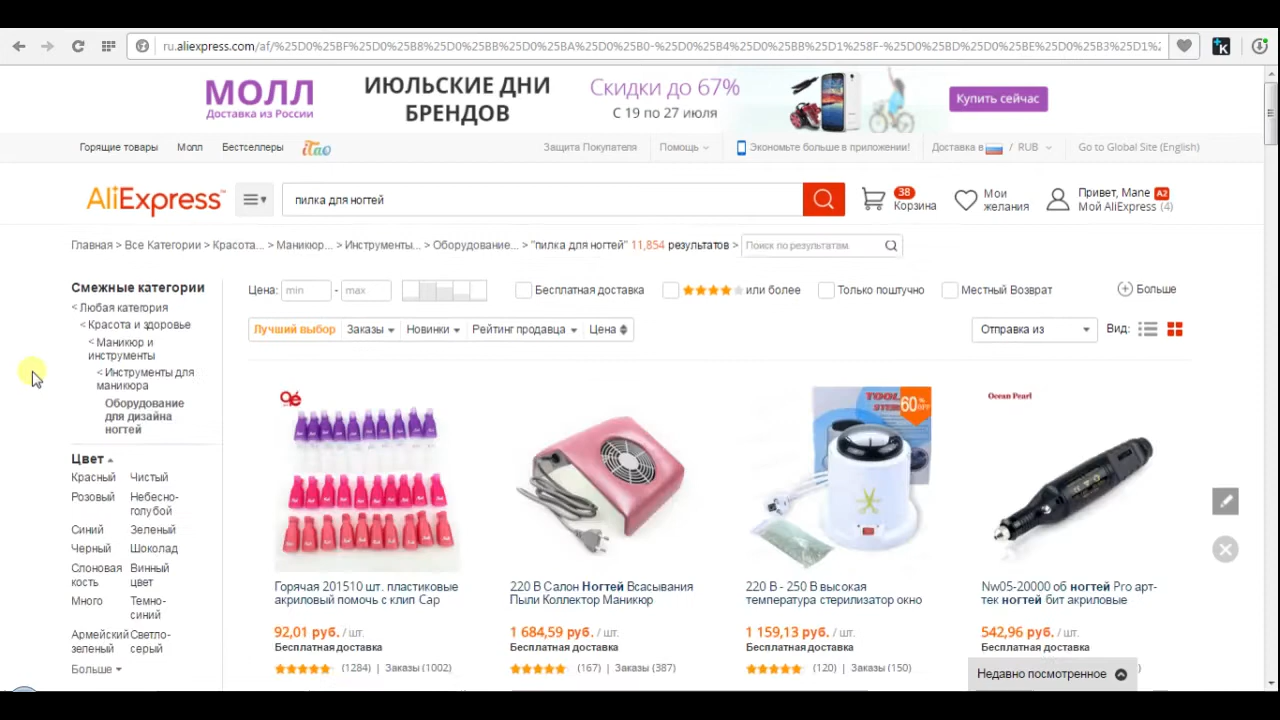 ru.aliexpress.com/af/%25D0%25BF%25D0%25B8%25D0%25BB%25D0%25BA%25D0%25B0-%25D0%25B4%25D0%25BB%25D1%258F-%25D0%25BD%25D0%25BE%25D0%25B3%25D1%2
МОЛЛ
Доставка из России
ИЮЛЬСКИЕ ДНИ
БРЕНДОВ
Скидки до 67%
С 19 по 27 июля
Купить сейчас
Горящие товары Молл Бестселлеры iTao Защита Покупателя Помощь Экономьте больше в приложении! Доставка в / RUB Go to Global Site (English)
AliExpress™
пилка для ногтей
38
Корзина
Мои
желания
Привет, Mane A2
Мой AliExpress (4)
Главная > Все Категории > Красота... > Маникюр... > Инструменты... > Оборудование... > "пилка для ногтей" 11,854 результатов > Поиск по результатам
Смежные категории
< Любая категория
< Красота и здоровье
< Маникюр и
инструменты
< Инструменты для
маникюра
Оборудование
для дизайна
ногтей
Цена: min - max Бесплатная доставка или более Только поштучно Местный Возврат Больше
Лучший выбор Заказы Новинки Рейтинг продавца Цена Отправка из Вид:
Цвет
Красный Чистый
Розовый Небесно-
голубой
Синий Зеленый
Черный Шоколад
Слоновая Винный
кость цвет
Много Темно-
синий
Армейский Светло-
зеленый серый
Больше
Горячая 201510 шт. пластиковые
акриловый помочь с клип Cap
92,01 руб. / шт.
Бесплатная доставка
(1284) | Заказы (1002)
220 В Салон Ногтей Всасывания
Пыли Коллектор Маникюр
1 684,59 руб. / шт.
Бесплатная доставка
(167) | Заказы (387)
60%
OFF
220 В - 250 В высокая
температура стерилизатор окно
1 159,13 руб. / шт.
Бесплатная доставка
(120) | Заказы (150)
Ocean Pearl
Nw05-20000 об ногтей Pro арт-
тек ногтей бит акриловые
542,96 руб. / шт.
Бесплатная доставка
Недавно посмотренное